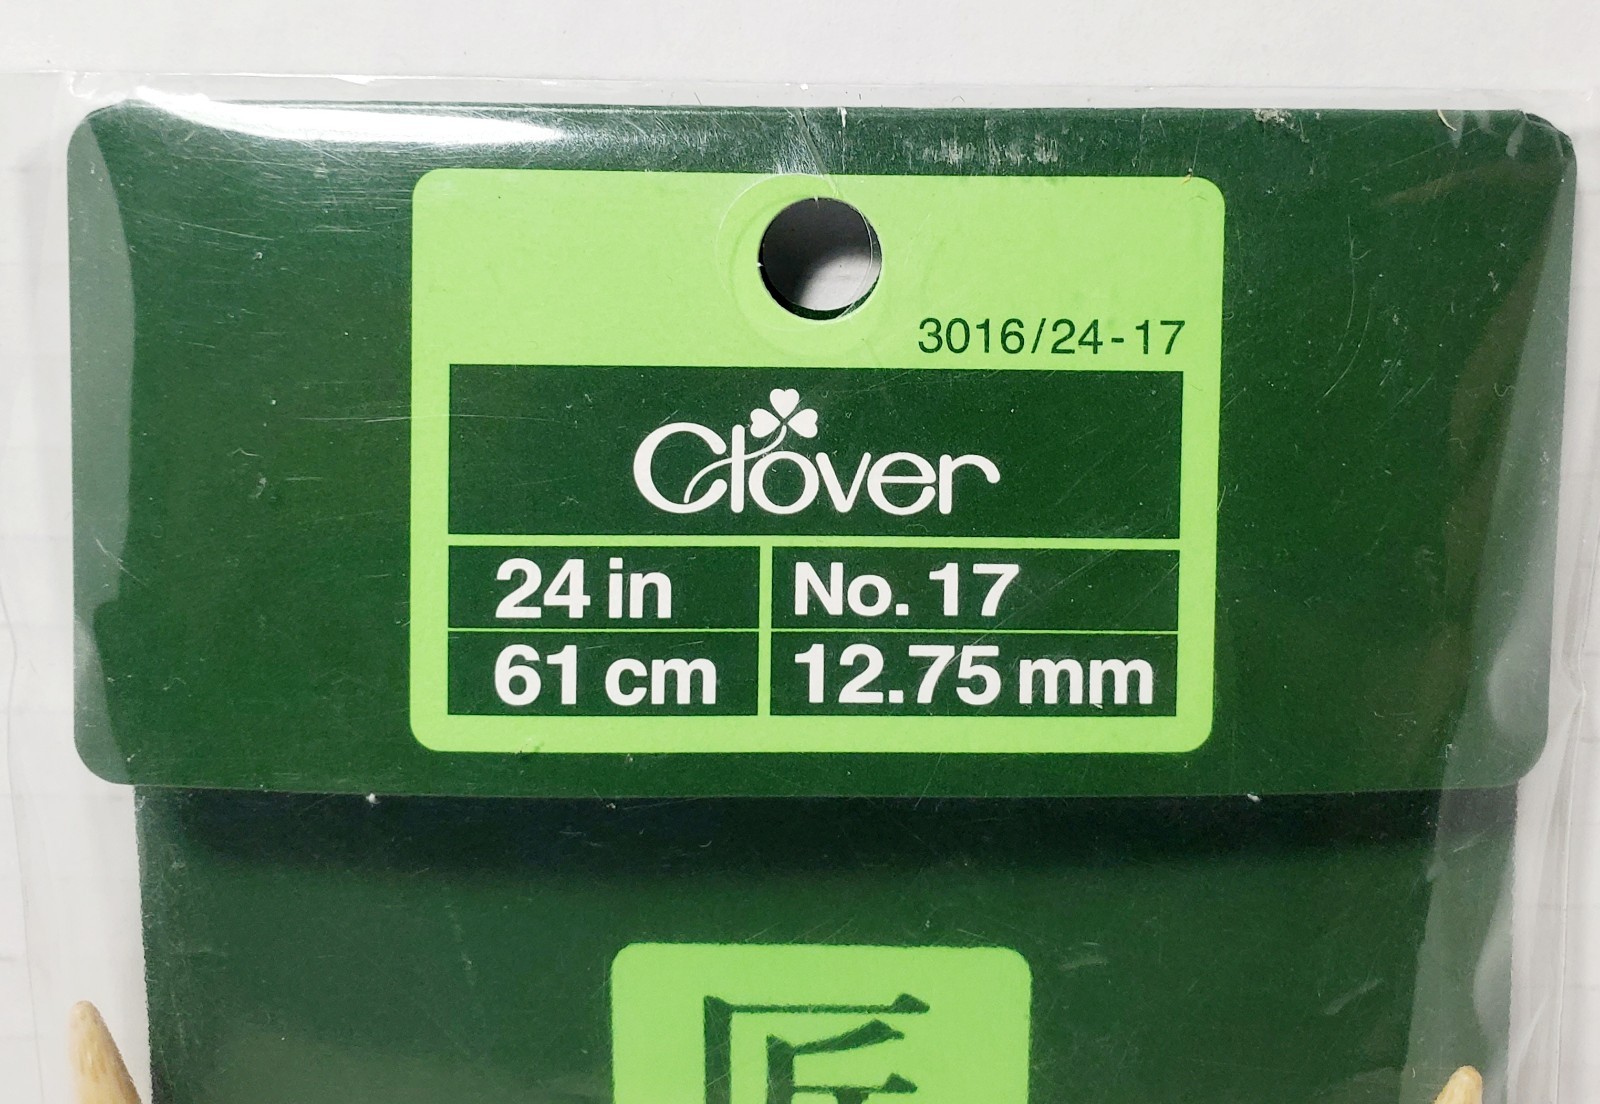 3016/24-17
Clover
24 in
No. 17
61 cm
12.75 mm
匠